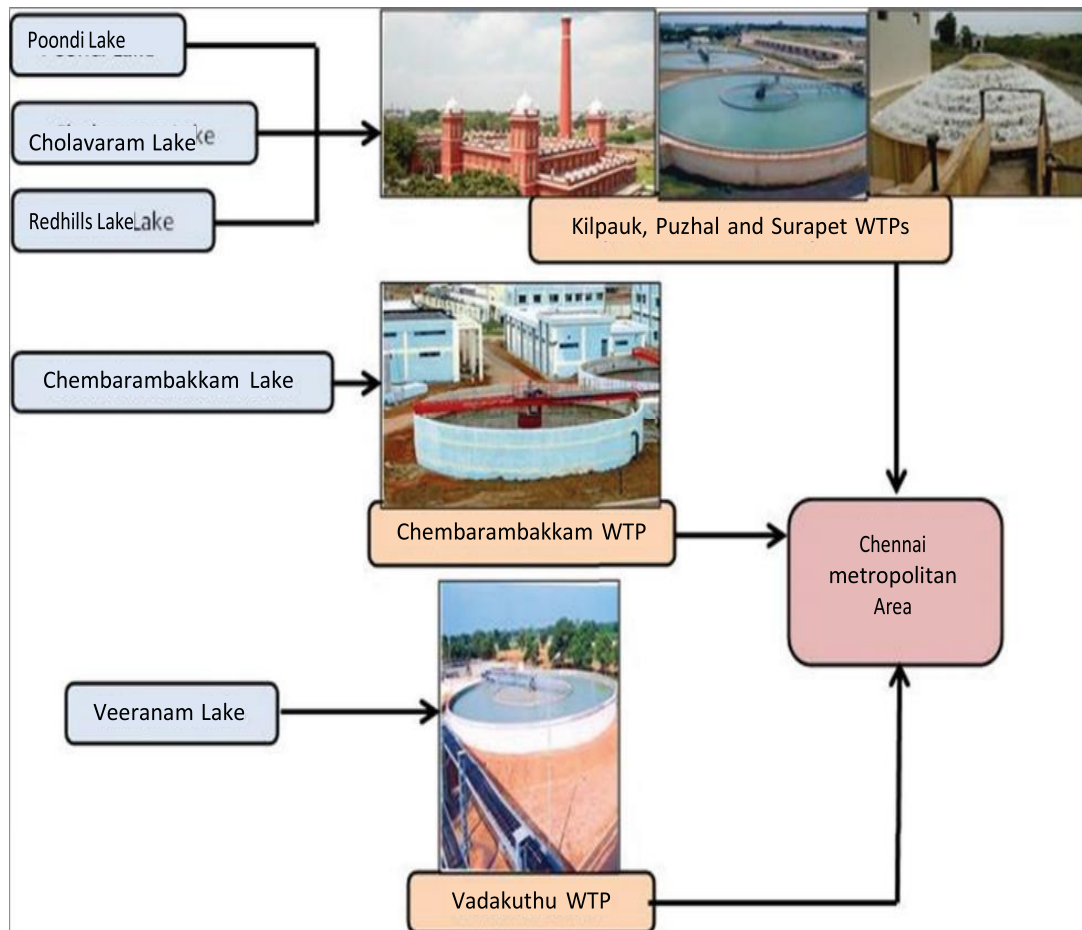 Poondi Lake
Cholavaram Lake
Redhills Lake
Kilpauk, Puzhal and Surapet WTPs
Chembarambakkam Lake
Chembarambakkam WTP
Chennai
metropolitan
Area
Veeranam Lake
Vadakuthu WTP